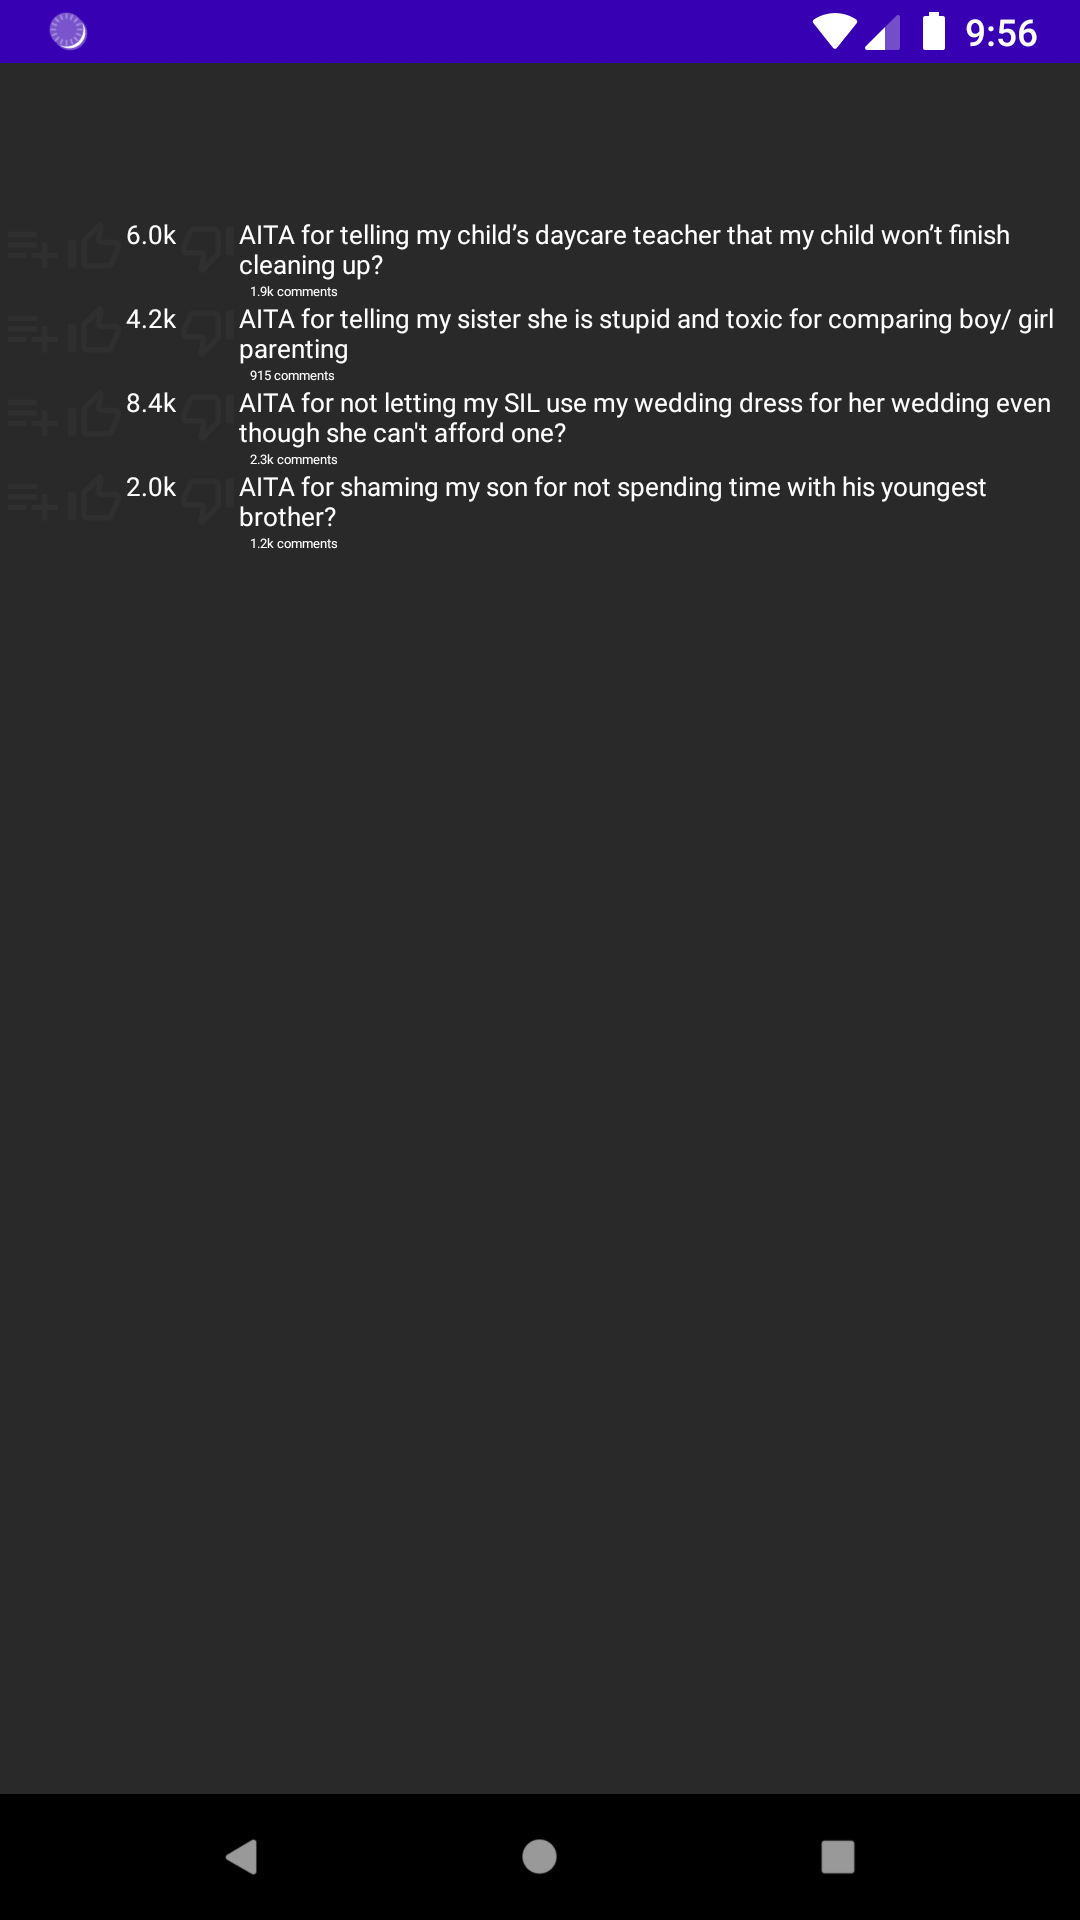 9:56
6.0k AITA for telling my child’s daycare teacher that my child won’t finish
cleaning up?
1.9k comments
4.2k AITA for telling my sister she is stupid and toxic for comparing boy/ girl
parenting
915 comments
8.4k AITA for not letting my SIL use my wedding dress for her wedding even
though she can't afford one?
2.3k comments
2.0k AITA for shaming my son for not spending time with his youngest
brother?
1.2k comments